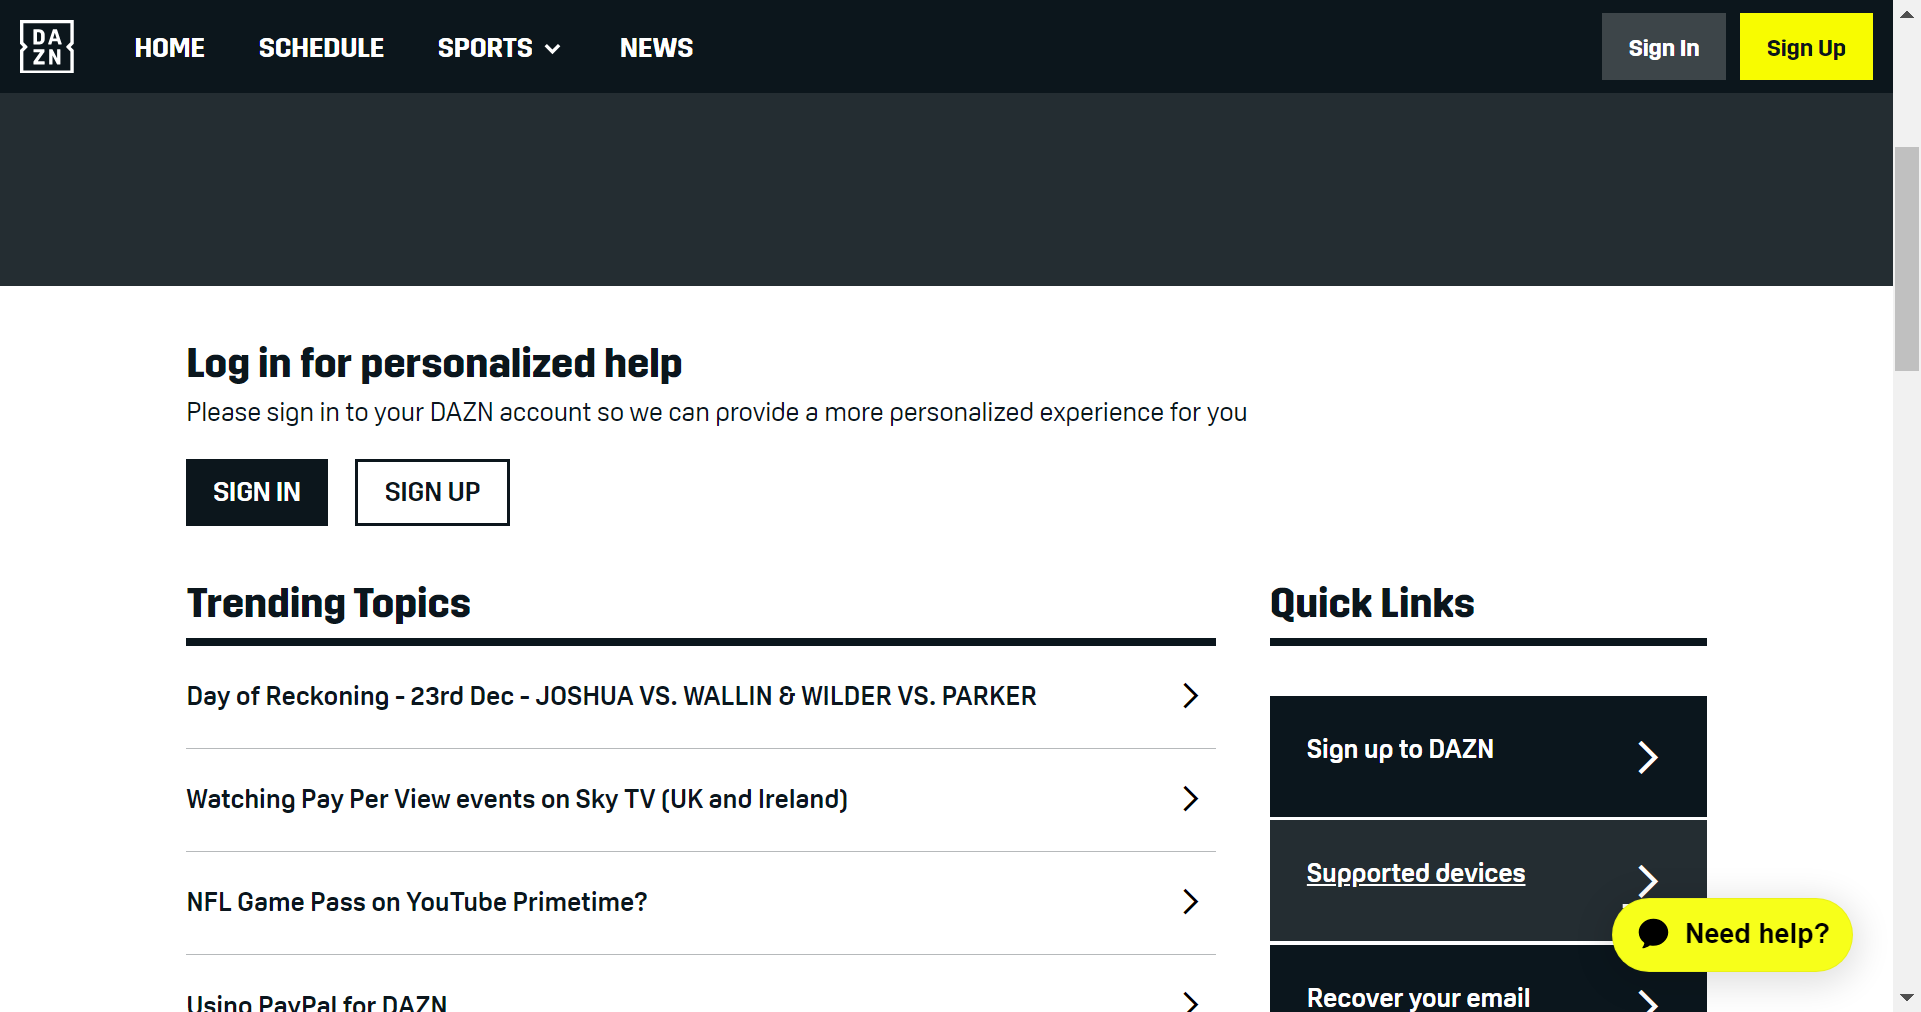 DA
ZN
HOME SCHEDULE SPORTS NEWS
Sign In Sign Up
Log in for personalized help
Please sign in to your DAZN account so we can provide a more personalized experience for you
SIGN IN SIGN UP
Trending Topics
Day of Reckoning - 23rd Dec - JOSHUA VS. WALLIN & WILDER VS. PARKER
Watching Pay Per View events on Sky TV (UK and Ireland)
NFL Game Pass on YouTube Primetime?
Using PayPal for DAZN
Quick Links
Sign up to DAZN
Supported devices
Recover your email
Need help?